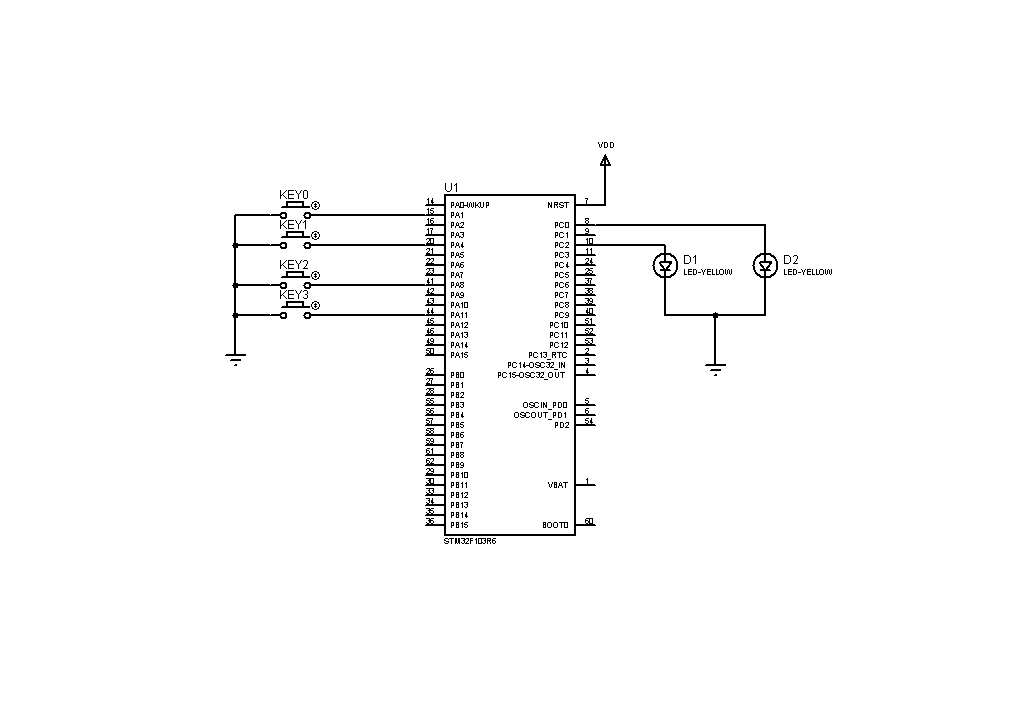 VDD
U1
KEY0
14 PA0-WKUP
NRST 7
15 PA1
KEY1
16 PA2
PC0 8
17 PA3
PC1 9
20 PA4
PC2 10
21 PA5
PC3 11
D1
D2
KEY2
22 PA6
PC4 24
LED-YELLOW
LED-YELLOW
23 PA7
PC5 25
41 PA8
PC6 37
KEY3
42 PA9
PC7 38
43 PA10
PC8 39
44 PA11
PC9 40
45 PA12
PC10 51
46 PA13
PC11 52
49 PA14
PC12 53
50 PA15
PC13_RTC 2
PC14-OSC32_IN 3
26 PB0
PC15-OSC32_OUT 4
27 PB1
28 PB2
55 PB3
OSCIN_PD0 5
56 PB4
OSCOUT_PD1 6
57 PB5
PD2 54
58 PB6
59 PB7
61 PB8
62 PB9
29 PB10
30 PB11
VBAT 1
33 PB12
34 PB13
35 PB14
36 PB15
BOOT0 60
STM32F103R6